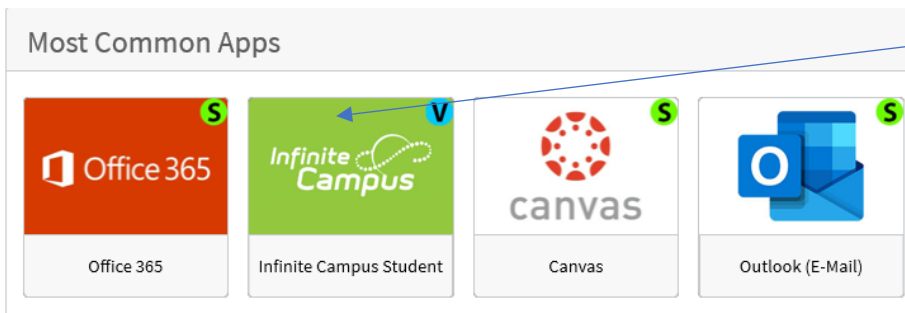 Most Common Apps
S V S S
Office 365
Infinite
Campus
canvas
O
Office 365 Infinite Campus Student Canvas Outlook (E-Mail)